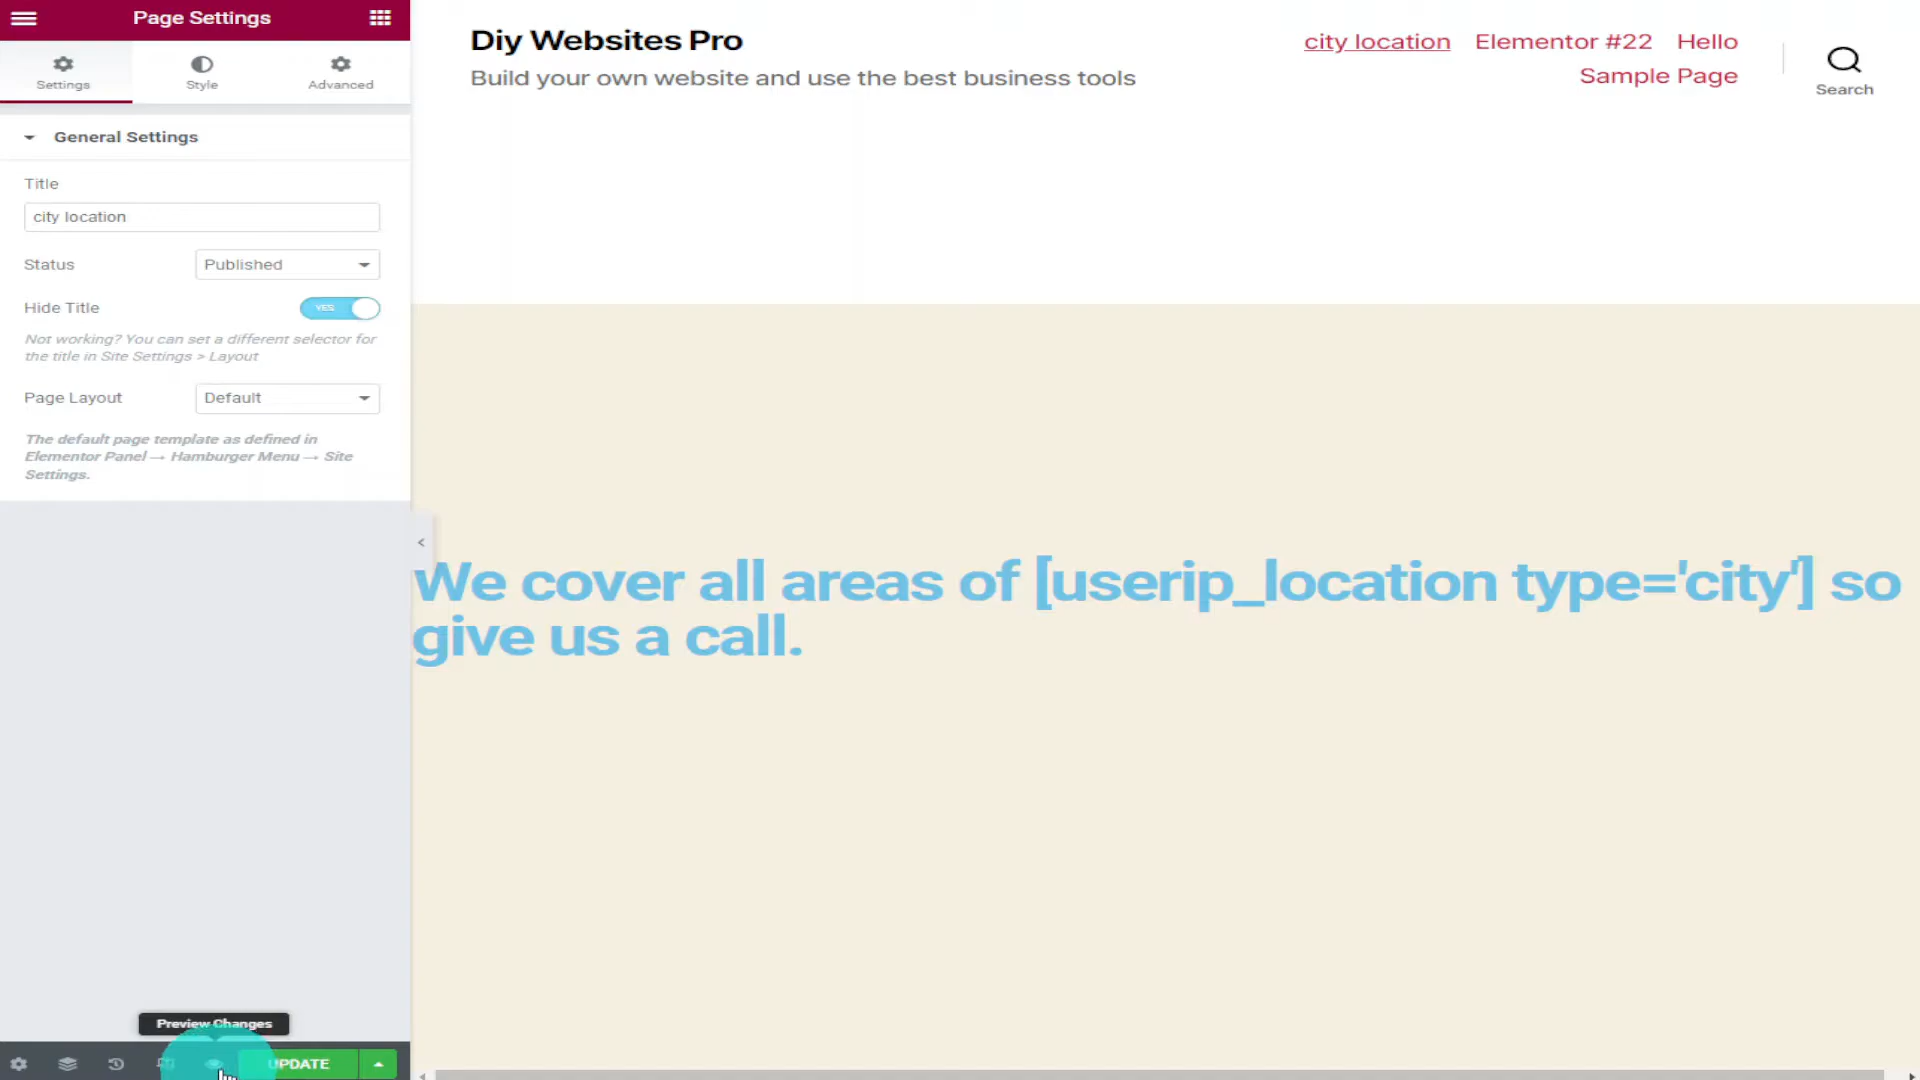 Page Settings
Settings
Style
Advanced
General Settings
Title
city location
Status
Published
Hide Title
YES
Not working? You can set a different selector for
the title in Site Settings > Layout
Page Layout
Default
The default page template as defined in
Elementor Panel → Hamburger Menu → Site
Settings.
Preview Changes
UPDATE
Diy Websites Pro
Build your own website and use the best business tools
city location Elementor #22 Hello
Sample Page
Search
We cover all areas of [userip_location type='city'] so
give us a call.